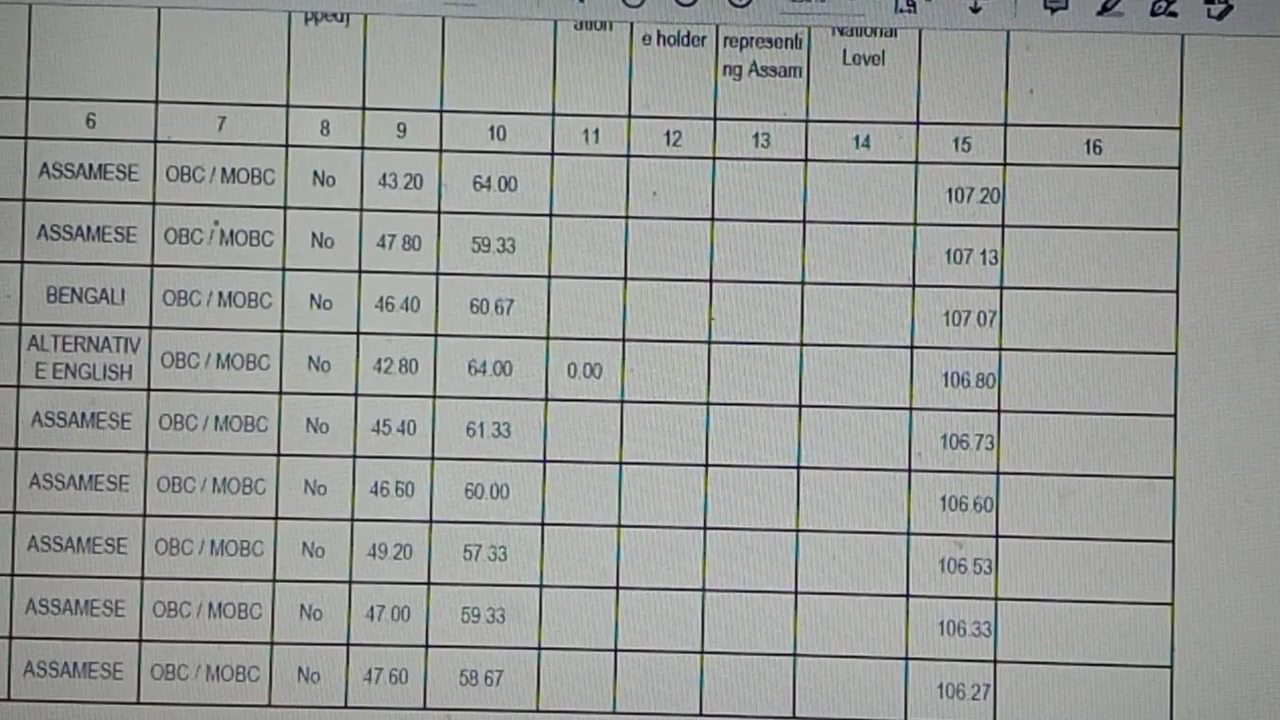 e holder representi
ng Assam Level
6 7 8 9 10 11 12 13 14 15 16
ASSAMESE OBC / MOBC No 43.20 64.00 107.20
ASSAMESE OBC / MOBC No 47.80 59.33 107.13
BENGALI OBC / MOBC No 46.40 60.67 107.07
ALTERNATIV
E ENGLISH OBC / MOBC No 42.80 64.00 0.00 106.80
ASSAMESE OBC / MOBC No 45.40 61.33 106.73
ASSAMESE OBC / MOBC No 46.60 60.00 106.60
ASSAMESE OBC / MOBC No 49.20 57.33 106.53
ASSAMESE OBC / MOBC No 47.00 59.33 106.33
ASSAMESE OBC / MOBC No 47.60 58.67 106.27